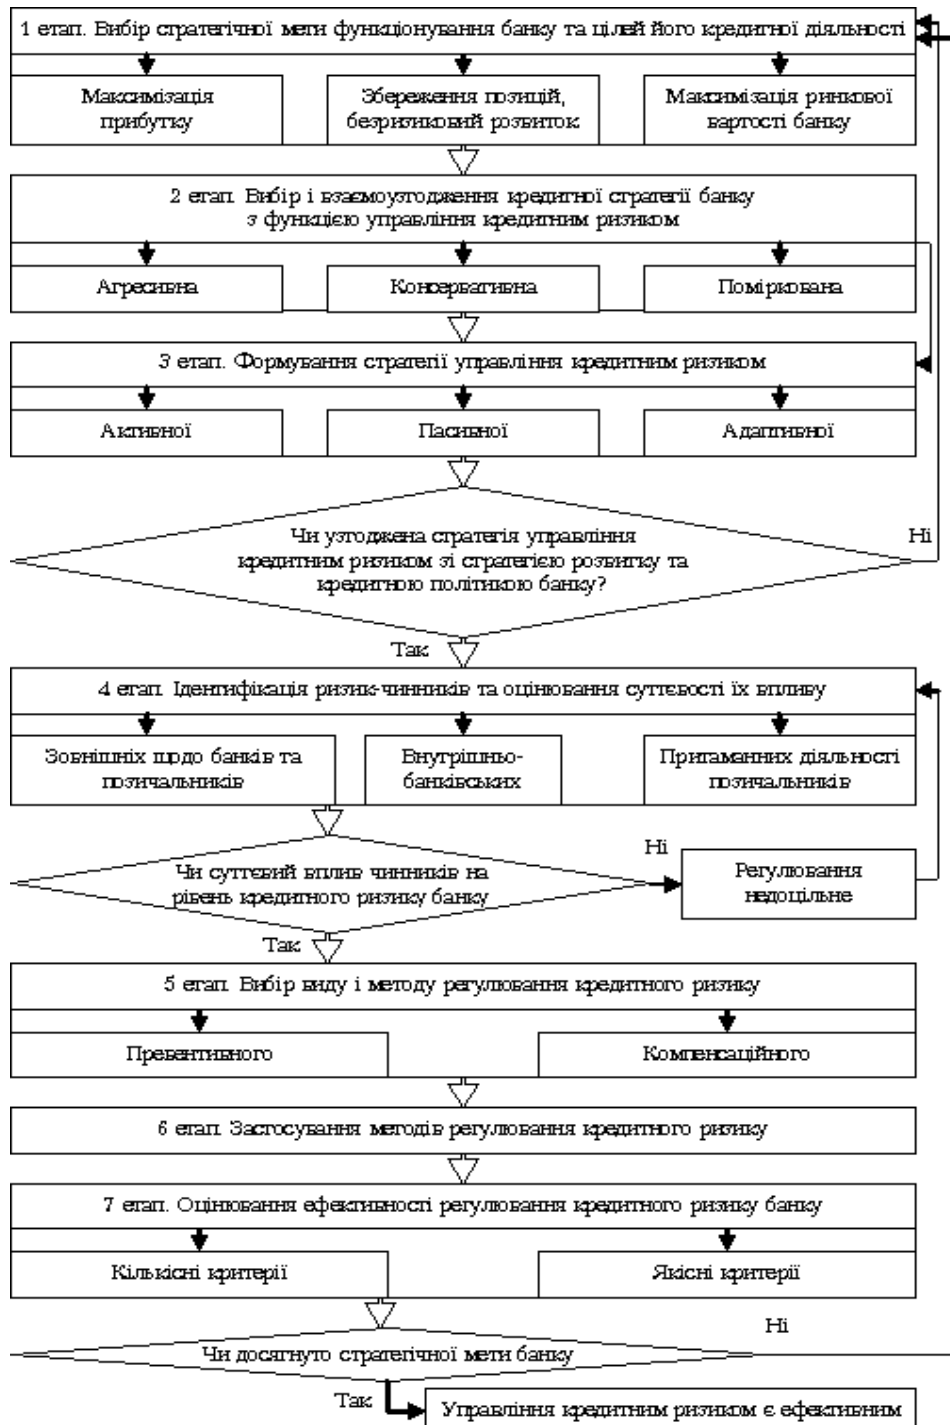 1 етап. Вибір стратегічної мети функціонування банку та цілей його кредитної діяльності
Максимізація
прибутку
Збереження позицій,
безризиковий розвиток
Максимізація ринкової
вартості банку
2 етап. Вибір і взаємоузгодження кредитної стратегії банку
з функцією управління кредитним ризиком
Агресивна
Консервативна
Поміркована
3 етап. Формування стратегії управління кредитним ризиком
Активної
Пасивної
Адаптивної
Чи узгоджена стратегія управління
кредитним ризиком зі стратегією розвитку та
кредитною політикою банку?
Ні
Так
4 етап. Ідентифікація ризик-чинників та оцінювання суттєвості їх впливу
Зовнішніх щодо банків та
позичальників
Внутрішньо-
банківських
Притаманних діяльності
позичальників
Чи суттєвий вплив чинників на
рівень кредитного ризику банку
Ні
Регулювання
недоцільне
Так
5 етап. Вибір виду і методу регулювання кредитного ризику
Превентивного
Компенсаційного
6 етап. Застосування методів регулювання кредитного ризику
7 етап. Оцінювання ефективності регулювання кредитного ризику банку
Кількісні критерії
Якісні критерії
Чи досягнуто стратегічної мети банку
Ні
Так
Управління кредитним ризиком є ефективним